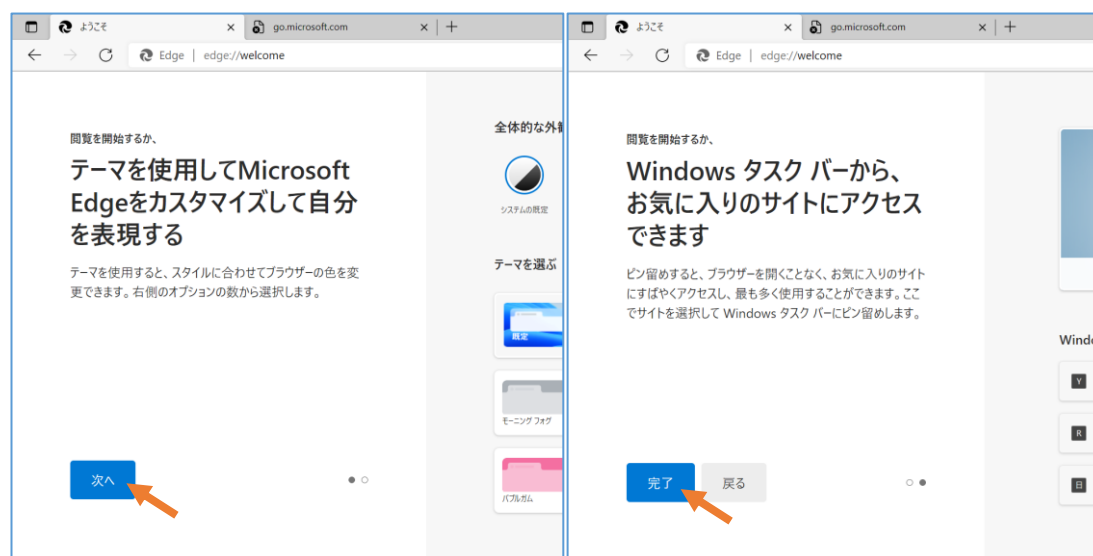 ようこそ
go.microsoft.com
Edge | edge://welcome
閲覧を開始するか、
テーマを使用してMicrosoft
Edgeをカスタマイズして自分
を表現する
テーマを使用すると、スタイルに合わせてブラウザーの色を変
更できます。右側のオプションの数から選択します。
次へ
全体的な外観
システムの既定
テーマを選ぶ
既定
モーニング フォグ
バブルガム
ようこそ
go.microsoft.com
Edge | edge://welcome
閲覧を開始するか、
Windows タスク バーから、
お気に入りのサイトにアクセス
できます
ピン留めすると、ブラウザーを開くことなく、お気に入りのサイト
にすばやくアクセスし、最も多く使用することができます。ここ
でサイトを選択して Windows タスク バーにピン留めします。
完了
戻る
Y
R
日